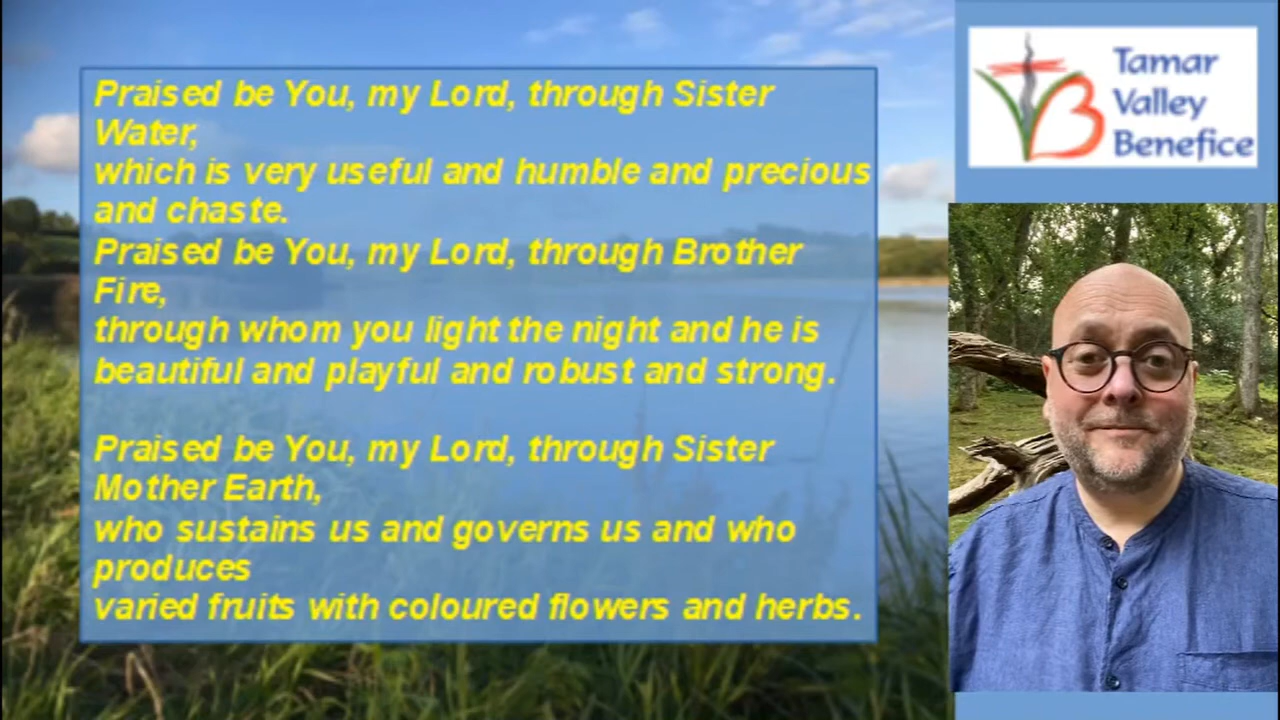 Praised be You, my Lord, through Sister
Water,
which is very useful and humble and precious
and chaste.
Praised be You, my Lord, through Brother
Fire,
through whom you light the night and he is
beautiful and playful and robust and strong.
Praised be You, my Lord, through Sister
Mother Earth,
who sustains us and governs us and who
produces
varied fruits with coloured flowers and herbs.
Tamar
Valley
Benefice